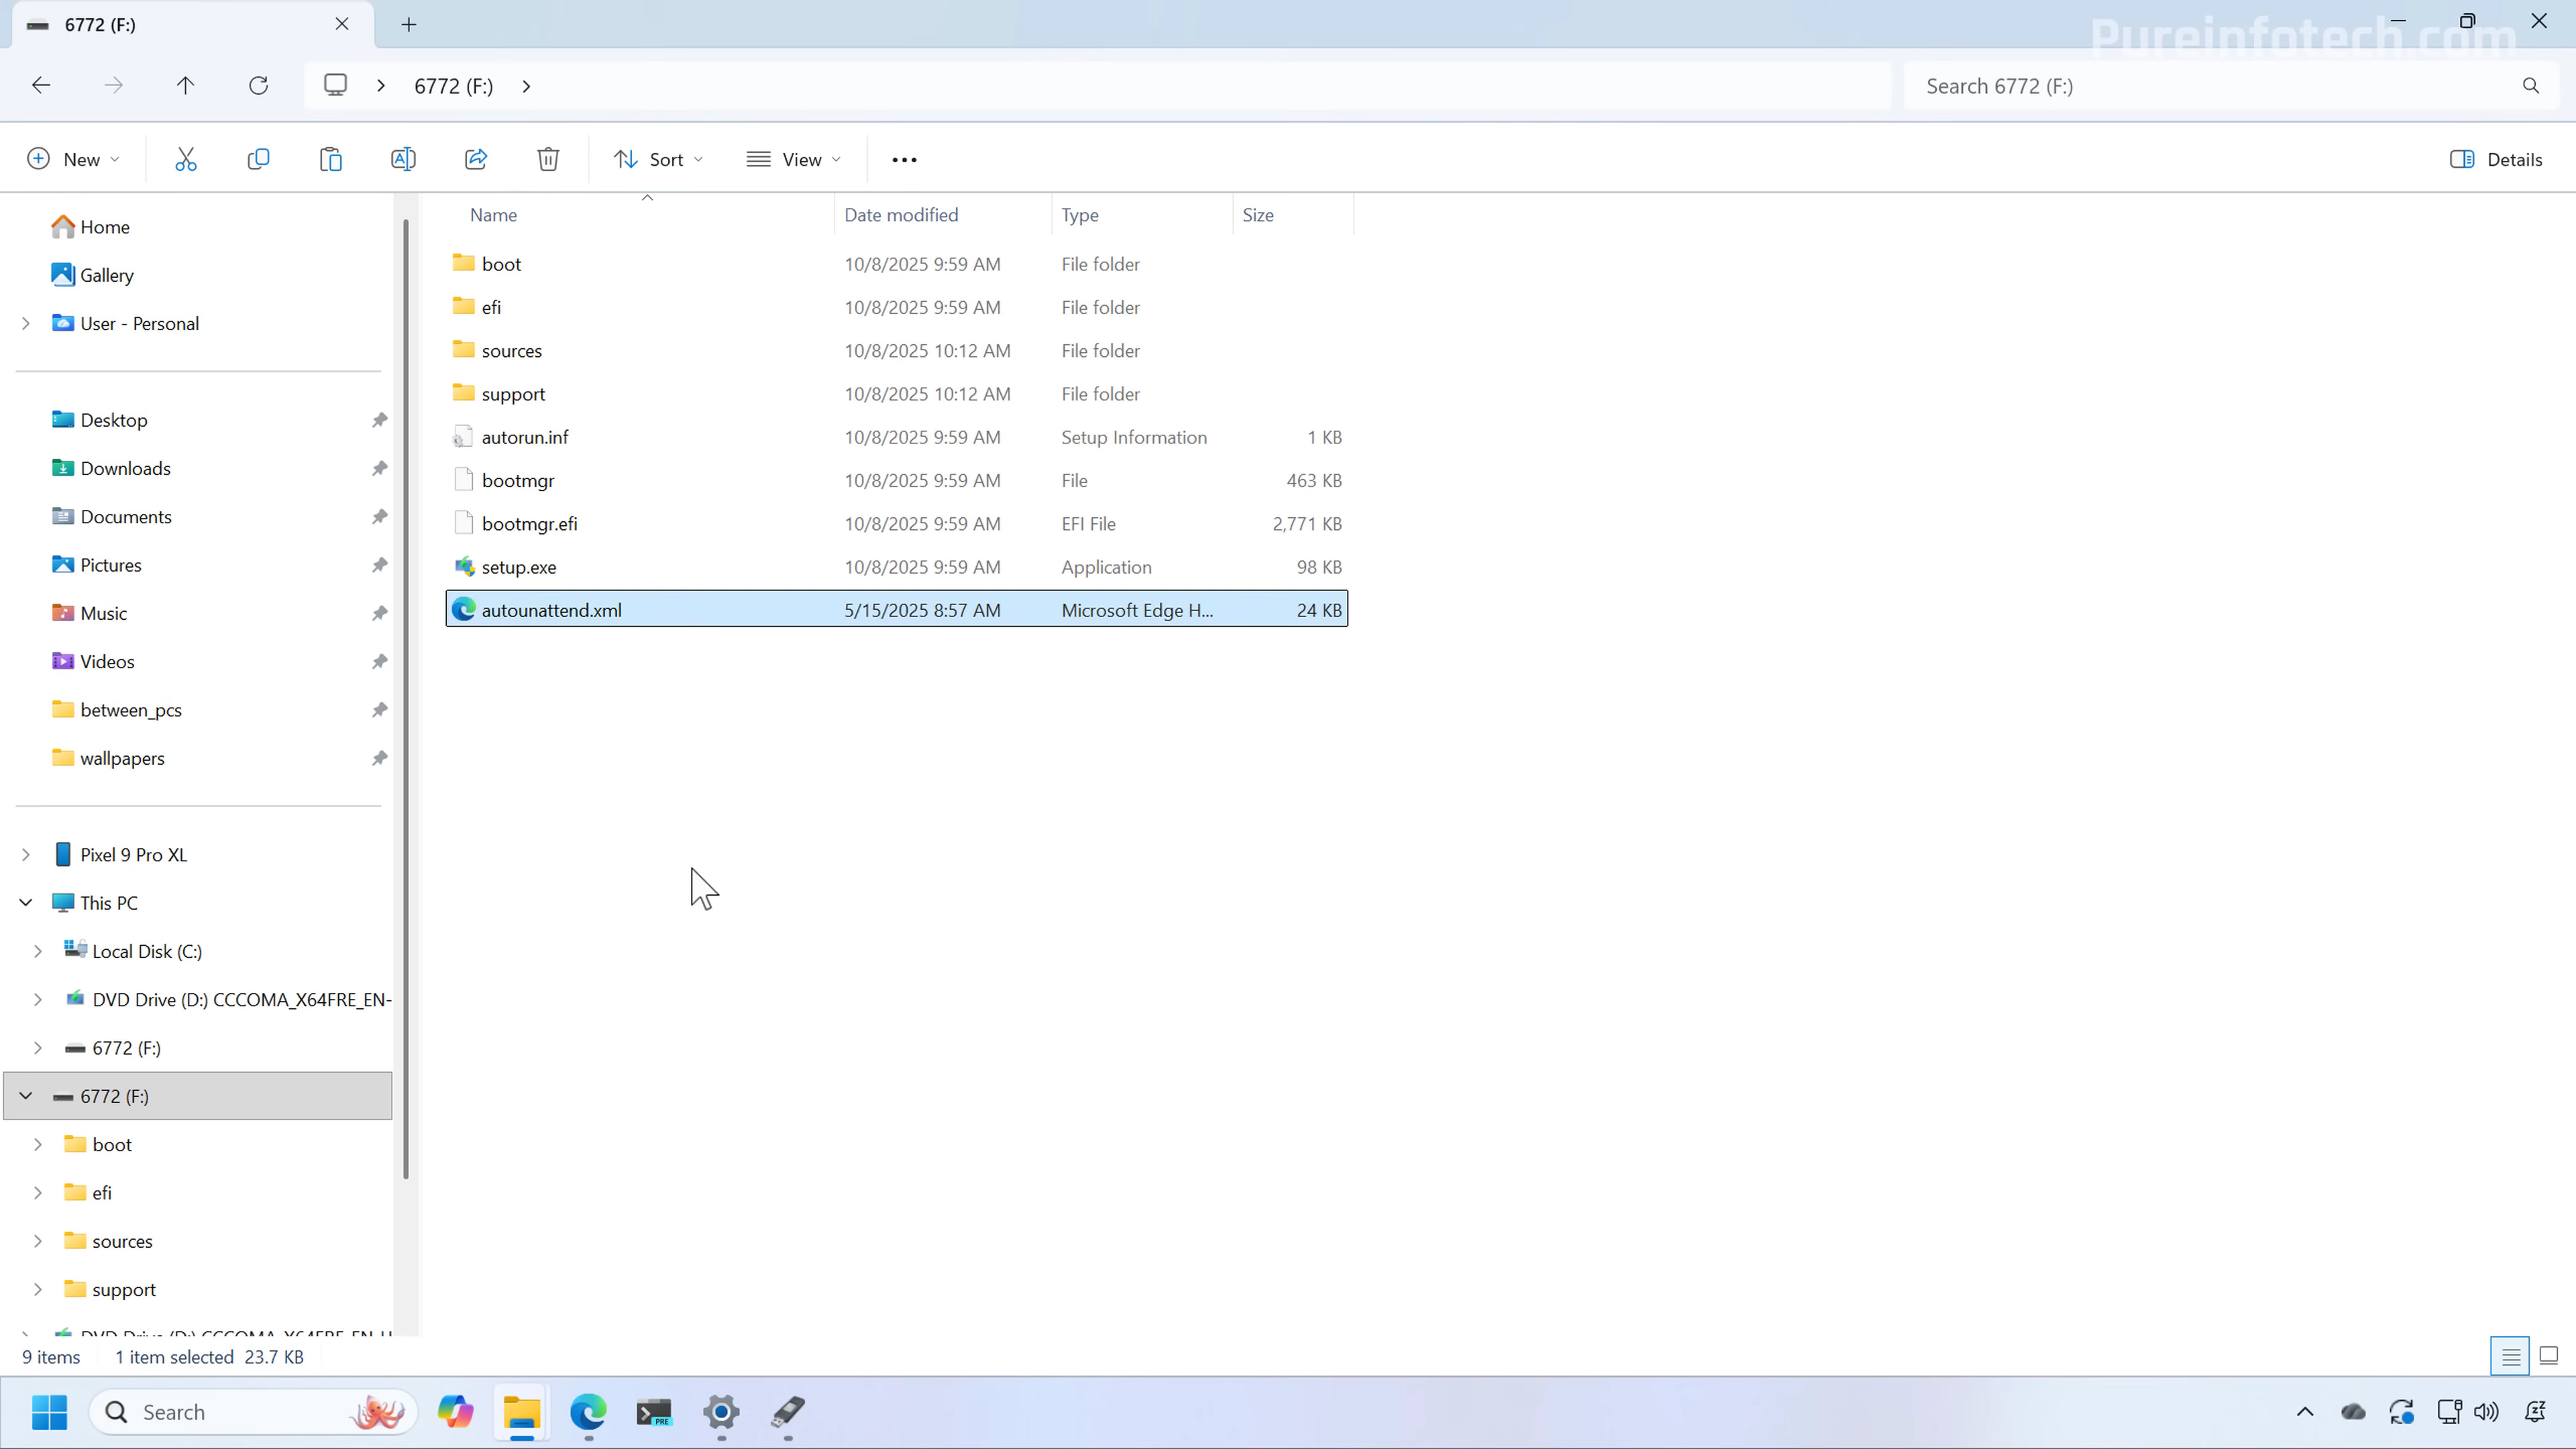 6772 (F:)
Pureinfotech.com
6772 (F:)
Search 6772 (F:)
New
Sort
View
Details
Name Date modified Type Size
Home
Gallery
User - Personal
Desktop
Downloads
Documents
Pictures
Music
Videos
between_pcs
wallpapers
Pixel 9 Pro XL
This PC
Local Disk (C:)
DVD Drive (D:) CCCOMA_X64FRE_EN-
6772 (F:)
6772 (F:)
boot
efi
sources
support
DVD Drive (D:) CCCOMA_X64FRE_EN-U
boot 10/8/2025 9:59 AM File folder
efi 10/8/2025 9:59 AM File folder
sources 10/8/2025 10:12 AM File folder
support 10/8/2025 10:12 AM File folder
autorun.inf 10/8/2025 9:59 AM Setup Information 1 KB
bootmgr 10/8/2025 9:59 AM File 463 KB
bootmgr.efi 10/8/2025 9:59 AM EFI File 2,771 KB
setup.exe 10/8/2025 9:59 AM Application 98 KB
autounattend.xml 5/15/2025 8:57 AM Microsoft Edge H... 24 KB
9 items 1 item selected 23.7 KB
Search
PRE